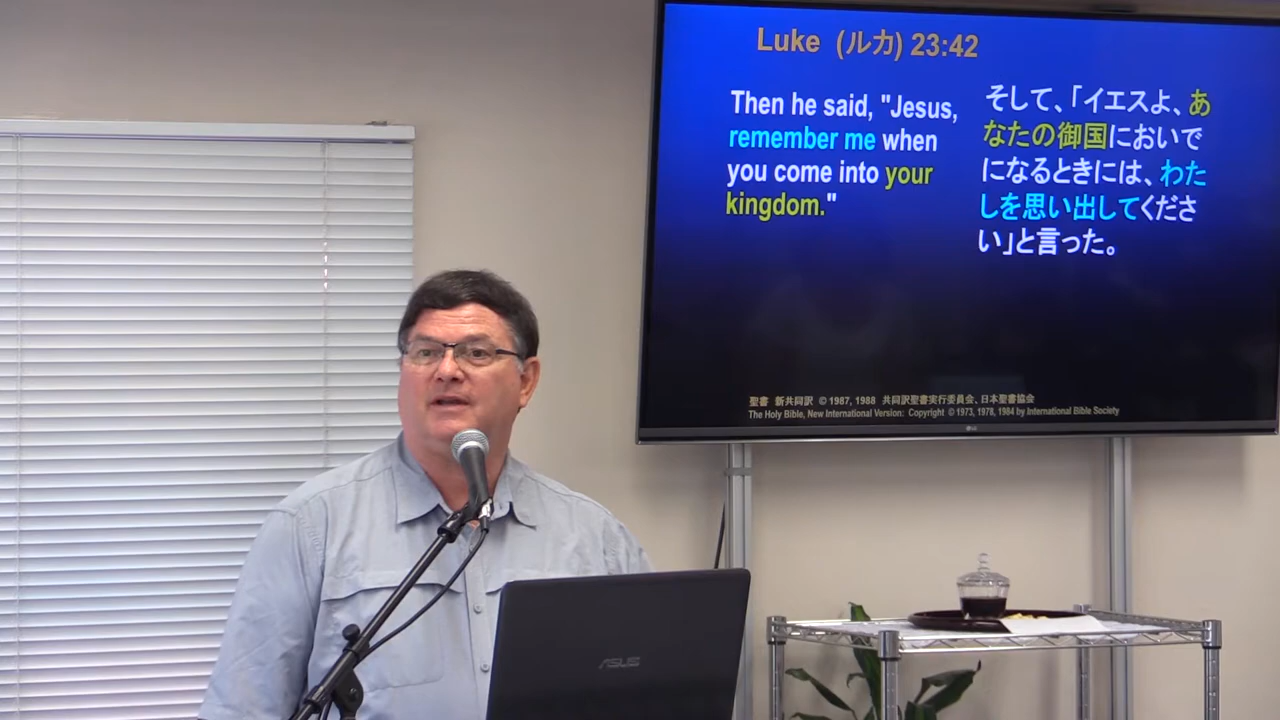 Luke (ルカ) 23:42
Then he said, "Jesus,
remember me when
you come into your
kingdom."
そして、「イエスよ、あ
なたの御国においで
になるときには、わた
しを思い出してくださ
い」と言った。
聖書 新共同訳 © 1987, 1988 共同訳聖書実行委員会、日本聖書協会
The Holy Bible, New International Version: Copyright © 1973, 1978, 1984 by International Bible Society
LG
ASUS